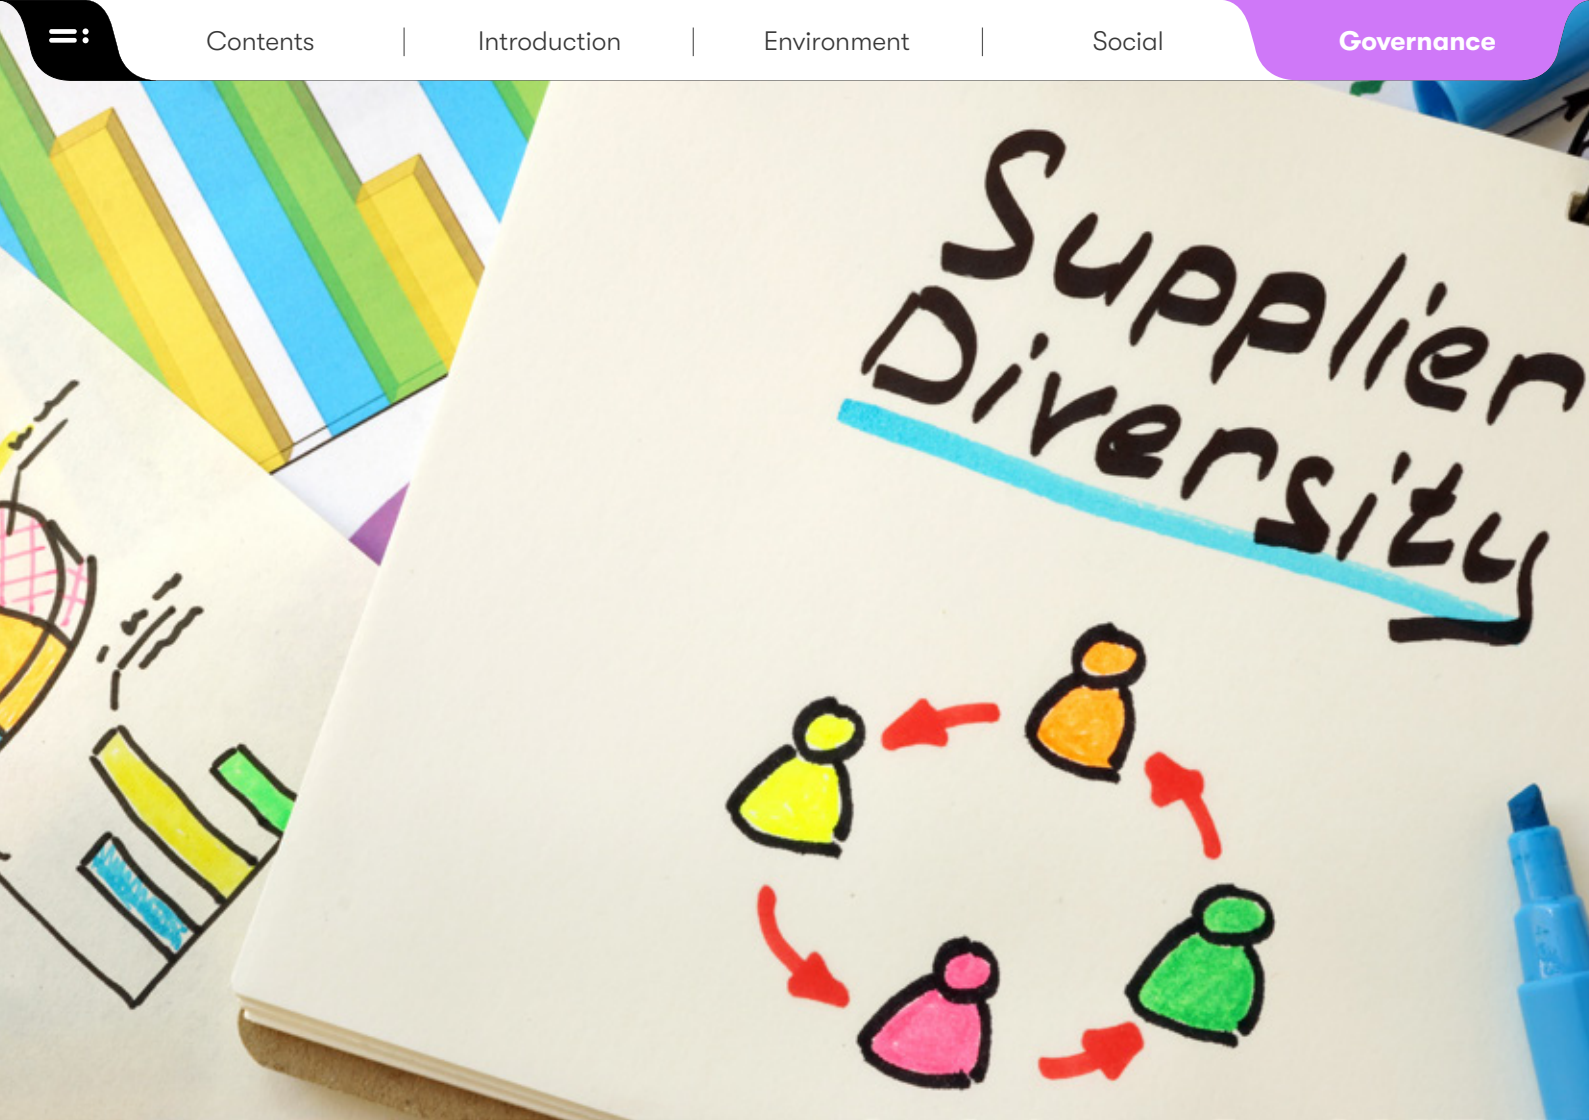 Contents
Introduction
Environment
Social
Governance
Supplier
Diversity